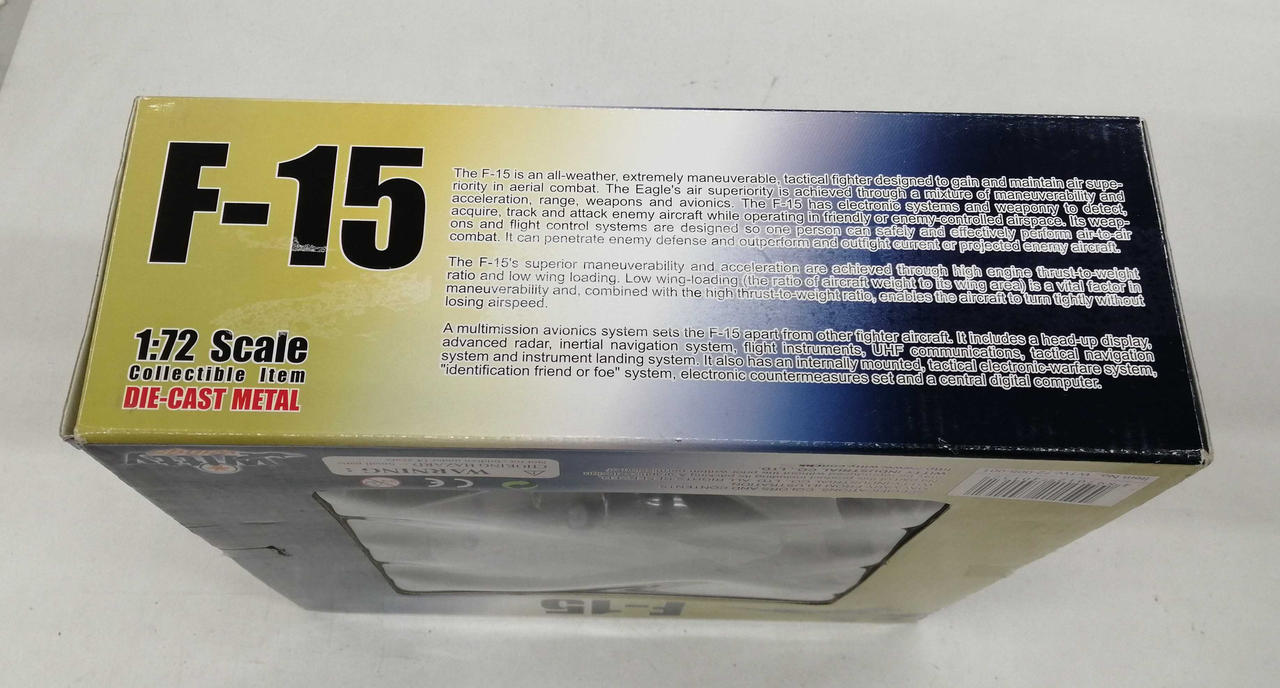 F-15
1:72 Scale
Collectible Item
DIE-CAST METAL
The F-15 is an all-weather, extremely maneuverable, tactical fighter designed to gain and maintain air supe-
riority in aerial combat. The Eagle's air superiority is achieved through a mixture of maneuverability and
acceleration, range, weapons and avionics. The F-15 has electronic systems and weaponry to detect,
acquire, track and attack enemy aircraft while operating in friendly or enemy-controlled airspace. Its weap-
ons and flight control systems are designed so one person can safely and effectively perform air-to-air
combat. It can penetrate enemy defense and outperform and outfight current or projected enemy aircraft.
The F-15's superior maneuverability and acceleration are achieved through high engine thrust-to-weight
ratio and low wing loading. Low wing-loading (the ratio of aircraft weight to its wing area) is a vital factor in
maneuverability and, combined with the high thrust-to-weight ratio, enables the aircraft to turn tightly without
losing airspeed.
A multimission avionics system sets the F-15 apart from other fighter aircraft. It includes a head-up display,
advanced radar, inertial navigation system, flight instruments, UHF communications, tactical navigation
system and instrument landing system. It also has an internally mounted, tactical electronic-warfare system,
"identification friend or foe" system, electronic countermeasures set and a central digital computer.
WARNING:
CHOKING HAZARD
CE
F-15